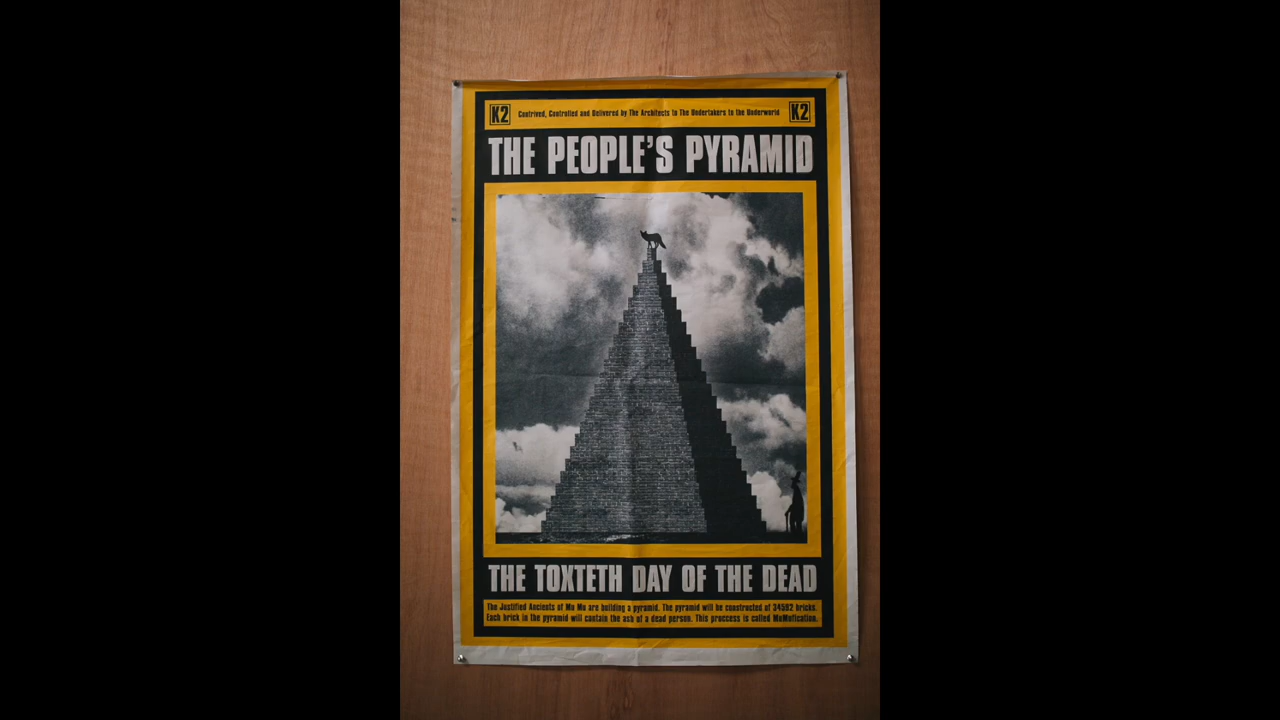 K2 Contrived, Controlled and Delivered by The Architects to The Undertakers to the Underworld K2
THE PEOPLE'S PYRAMID
THE TOXTETH DAY OF THE DEAD
The Justified Ancients of Mu Mu are building a pyramid. The pyramid will be constructed of 34592 bricks.
Each brick in the pyramid will contain the ash of a dead person. This proccess is called MuMufication.